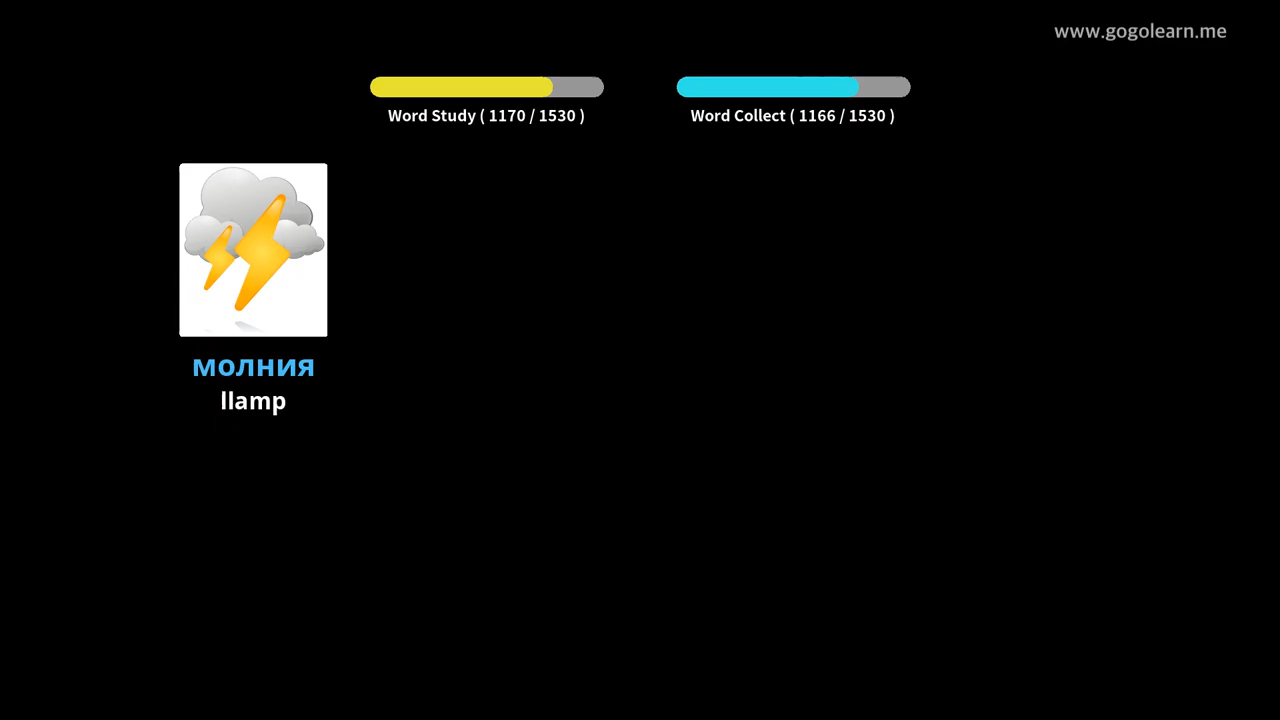 www.gogolearn.me
Word Study ( 1170 / 1530 )
Word Collect ( 1166 / 1530 )
молния
llamp